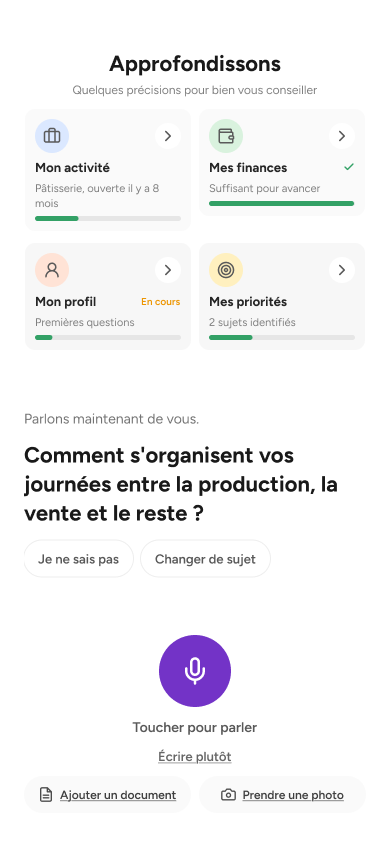 Approfondissons
Quelques précisions pour bien vous conseiller
Mon activité
Pâtisserie, ouverte il y a 8
mois
Mes finances
Suffisant pour avancer
Mon profil
En cours
Premières questions
Mes priorités
2 sujets identifiés
Parlons maintenant de vous.
Comment s'organisent vos
journées entre la production, la
vente et le reste ?
Je ne sais pas
Changer de sujet
Toucher pour parler
Écrire plutôt
Ajouter un document
Prendre une photo